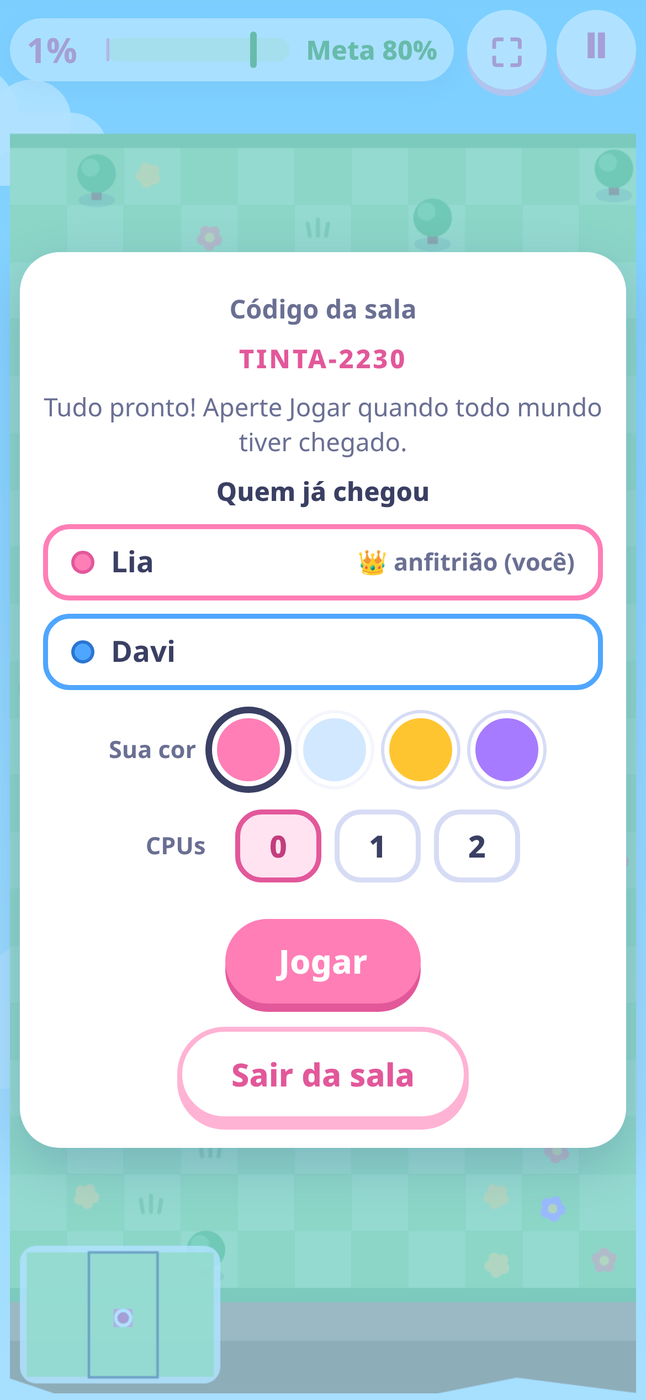 1%
Meta 80%
Código da sala
TINTA-2230
Tudo pronto! Aperte Jogar quando todo mundo
tiver chegado.
Quem já chegou
Lia
👑 anfitrião (você)
Davi
Sua cor
CPUs
0
1
2
Jogar
Sair da sala